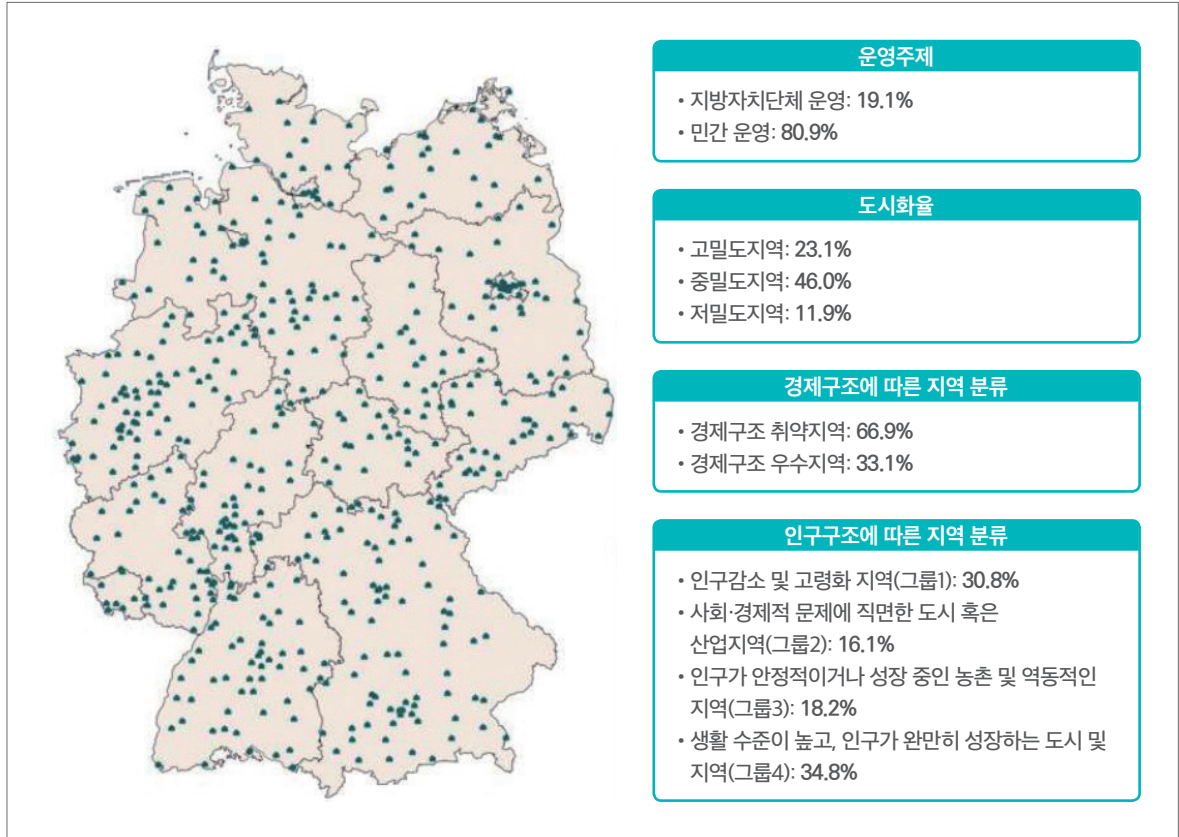 운영주제
• 지방자치단체 운영: 19.1%
• 민간 운영: 80.9%
도시화율
• 고밀도지역: 23.1%
• 중밀도지역: 46.0%
• 저밀도지역: 11.9%
경제구조에 따른 지역 분류
• 경제구조 취약지역: 66.9%
• 경제구조 우수지역: 33.1%
인구구조에 따른 지역 분류
• 인구감소 및 고령화 지역(그룹1): 30.8%
• 사회·경제적 문제에 직면한 도시 혹은
산업지역(그룹2): 16.1%
• 인구가 안정적이거나 성장 중인 농촌 및 역동적인
지역(그룹3): 18.2%
• 생활 수준이 높고, 인구가 완만히 성장하는 도시 및
지역(그룹4): 34.8%